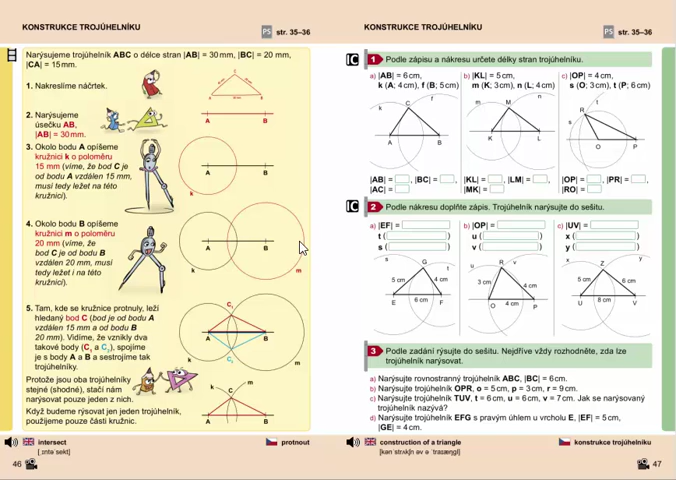 KONSTRUKCE TROJÚHELNÍKU
PS str. 35–36
Narýsujeme trojúhelník ABC o délce stran |AB| = 30 mm, |BC| = 20 mm,
|CA| = 15 mm.
1. Nakreslíme náčrtek.
C
A
B
2. Narýsujeme
úsečku AB,
|AB| = 30 mm.
A B
3. Okolo bodu A opíšeme
kružnici k o poloměru
15 mm (víme, že bod C je
od bodu A vzdálen 15 mm,
musí tedy ležet na této
kružnici).
A B
k
4. Okolo bodu B opíšeme
kružnici m o poloměru
20 mm (víme, že
bod C je od bodu B
vzdálen 20 mm, musí
tedy ležet i na této
kružnici).
A B
k m
5. Tam, kde se kružnice protnuly, leží
hledaný bod C (bod je od bodu A
vzdálen 15 mm a od bodu B
20 mm). Vidíme, že vznikly dva
takové body (C₁ a C₂), spojíme
je s body A a B a sestrojíme tak
trojúhelníky.
C₁
A B
C₂
k m
Protože jsou oba trojúhelníky
stejné (shodné), stačí nám
narýsovat pouze jeden z nich.
Když budeme rýsovat jen jeden trojúhelník,
použijeme pouze části kružnic.
k m
C
A B
intersect
protnout
46
KONSTRUKCE TROJÚHELNÍKU
PS str. 35–36
1 Podle zápisu a nákresu určete délky stran trojúhelníku.
a) |AB| = 6 cm,
k (A; 4 cm), f (B; 5 cm)
b) |KL| = 5 cm,
m (K; 3 cm), n (L; 4 cm)
c) |OP| = 4 cm,
s (O; 3 cm), t (P; 6 cm)
k C f
A B
m M n
K L
s R t
O P
|AB| = , |BC| = ,
|AC| =
|KL| = , |LM| = ,
|MK| =
|OP| = , |PR| = ,
|RO| =
2 Podle nákresu doplňte zápis. Trojúhelník narýsujte do sešitu.
a) |EF| =
t ( )
s ( )
b) |OP| =
u ( )
v ( )
c) |UV| =
x ( )
y ( )
s G t
5 cm 4 cm
E 6 cm F
u R v
3 cm 4 cm
O 4 cm P
x Z y
5 cm 6 cm
U 8 cm V
3 Podle zadání rýsujte do sešitu. Nejdříve vždy rozhodněte, zda lze
trojúhelník narýsovat.
a) Narýsujte rovnostranný trojúhelník ABC, |BC| = 6 cm.
b) Narýsujte trojúhelník OPR, o = 5 cm, p = 3 cm, r = 9 cm.
c) Narýsujte trojúhelník TUV, t = 6 cm, u = 6 cm, v = 7 cm. Jak se narýsovaný
trojúhelník nazývá?
d) Narýsujte trojúhelník EFG s pravým úhlem u vrcholu E, |EF| = 5 cm,
|GE| = 4 cm.
construction of a triangle
konstrukce trojúhelníku
47